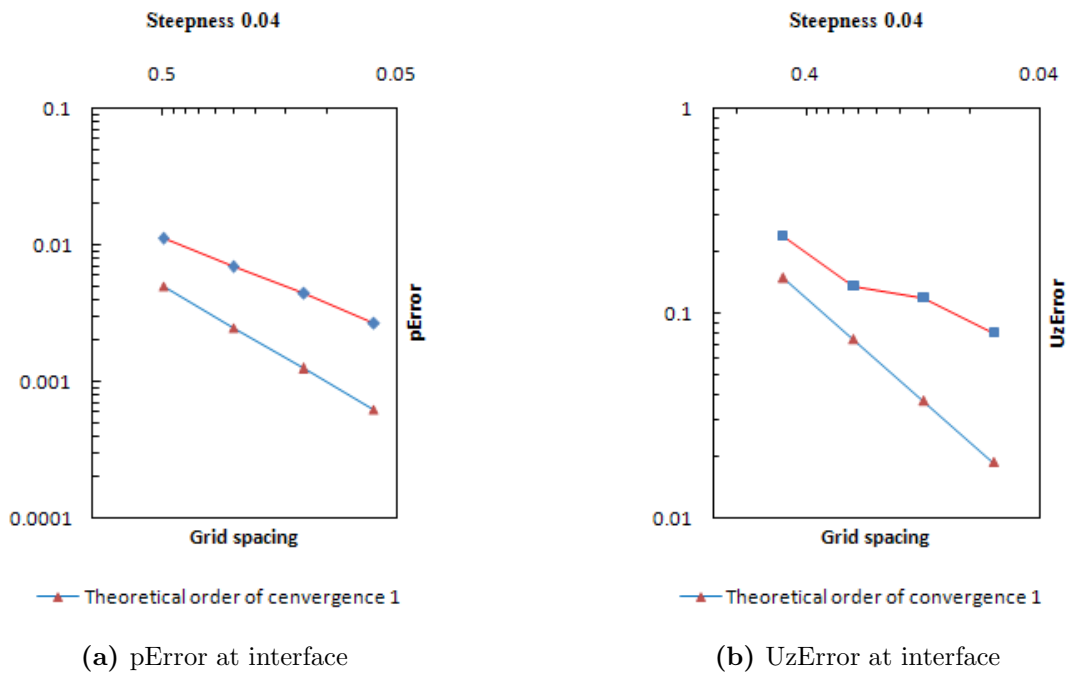 Steepness 0.04
0.5
0.05
0.1
0.01
0.001
0.0001
pError
Grid spacing
Theoretical order of cenvergence 1
(a) pError at interface
Steepness 0.04
0.4
0.04
1
0.1
0.01
UzError
Grid spacing
Theoretical order of convergence 1
(b) UzError at interface